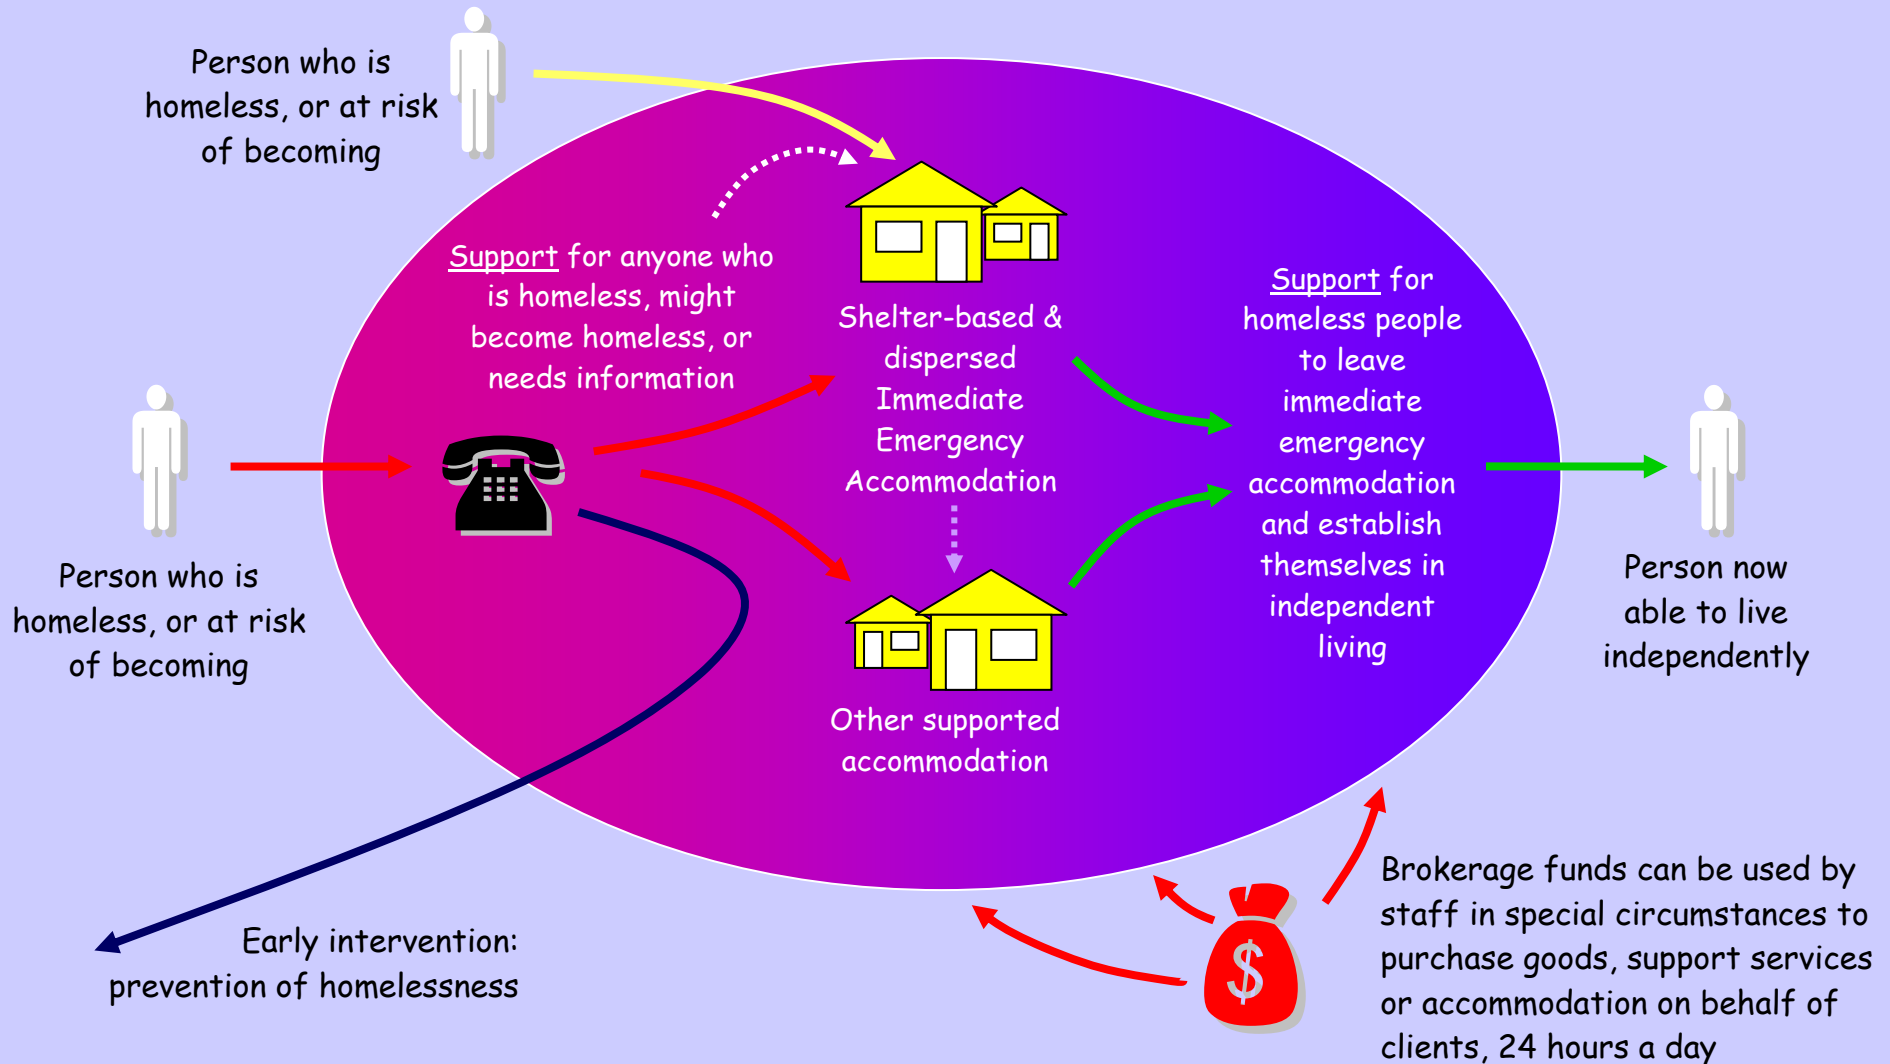 Person who is
homeless, or at risk
of becoming
Support for anyone who
is homeless, might
become homeless, or
needs information
Shelter-based &
dispersed
Immediate
Emergency
Accommodation
Support for
homeless people
to leave
immediate
emergency
accommodation
and establish
themselves in
independent
living
Person who is
homeless, or at risk
of becoming
Person now
able to live
independently
Other supported
accommodation
Early intervention:
prevention of homelessness
$
Brokerage funds can be used by
staff in special circumstances to
purchase goods, support services
or accommodation on behalf of
clients, 24 hours a day